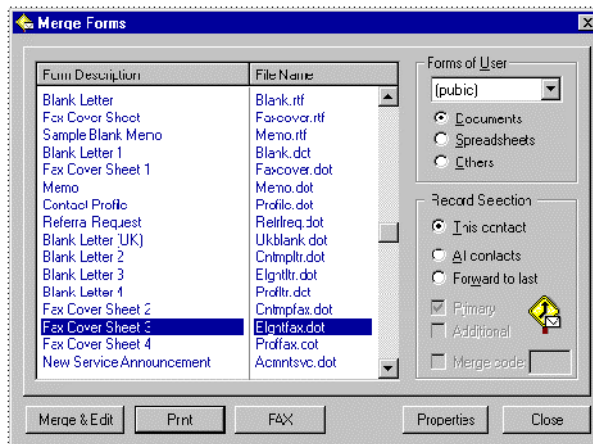 Merge Forms
Form Description File Name
Blank Letter Blank.rtf
Fax Cover Sheet Faxcover.rtf
Sample Blank Memo Memo.rtf
Blank Letter 1 Blank.dot
Fax Cover Sheet 1 Faxcover.dot
Memo Memo.dot
Contact Profile Profile.dot
Referral Request Refrlreq.dot
Blank Letter (UK) Ukblank.dot
Blank Letter 2 Cntmpltr.dot
Blank Letter 3 Elgntltr.dot
Blank Letter 4 Profltr.dot
Fax Cover Sheet 2 Cntmpfax.dot
Fax Cover Sheet 3 Elgntfax.dot
Fax Cover Sheet 4 Proffax.dot
New Service Announcement Acmntsvc.dot
Forms of User
(public)
Documents
Spreadsheets
Others
Record Selection
This contact
All contacts
Forward to last
Primary
Additional
Merge code:
Merge & Edit Print FAX Properties Close